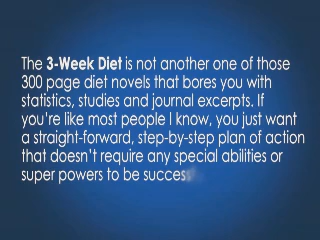 The 3-Week Diet is not another one of those
300 page diet novels that bores you with
statistics, studies and journal excerpts. If
you're like most people I know, you just want
a straight-forward, step-by-step plan of action
that doesn't require any special abilities or
super powers to be succes